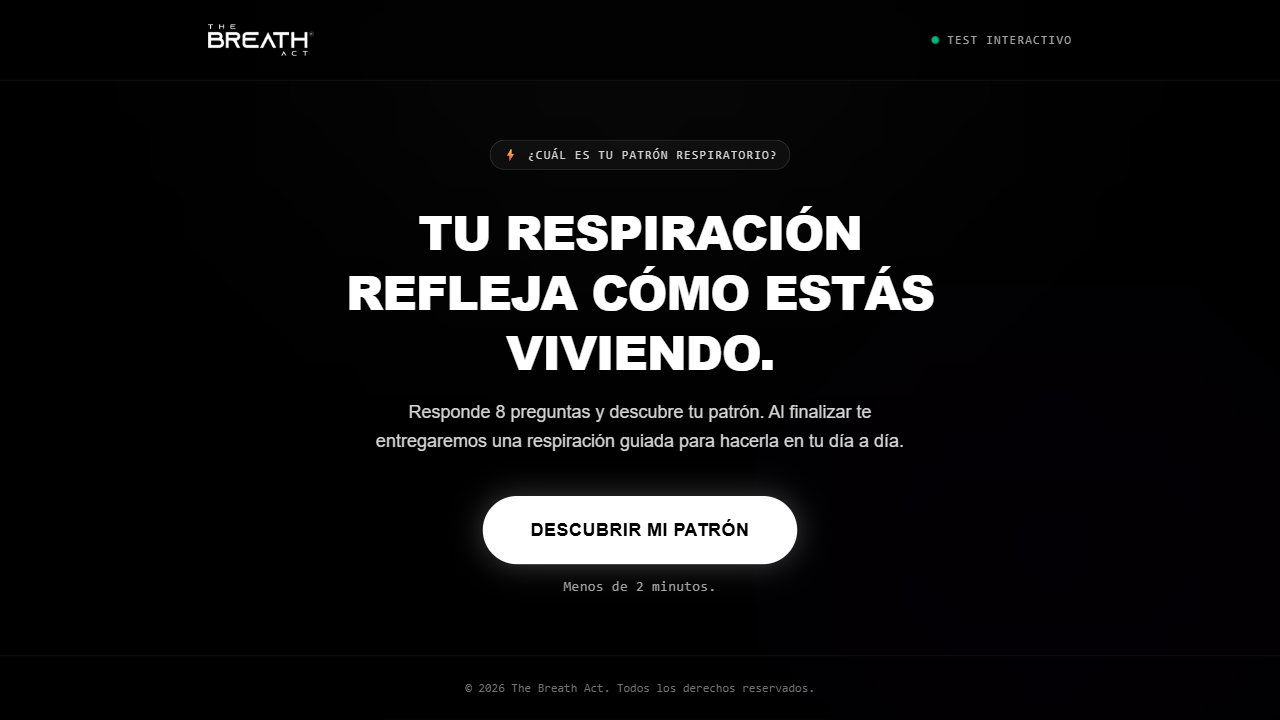 THE
BREATH®
ACT
TEST INTERACTIVO
¿CUÁL ES TU PATRÓN RESPIRATORIO?
TU RESPIRACIÓN
REFLEJA CÓMO ESTÁS
VIVIENDO.
Responde 8 preguntas y descubre tu patrón. Al finalizar te
entregaremos una respiración guiada para hacerla en tu día a día.
DESCUBRIR MI PATRÓN
Menos de 2 minutos.
© 2026 The Breath Act. Todos los derechos reservados.